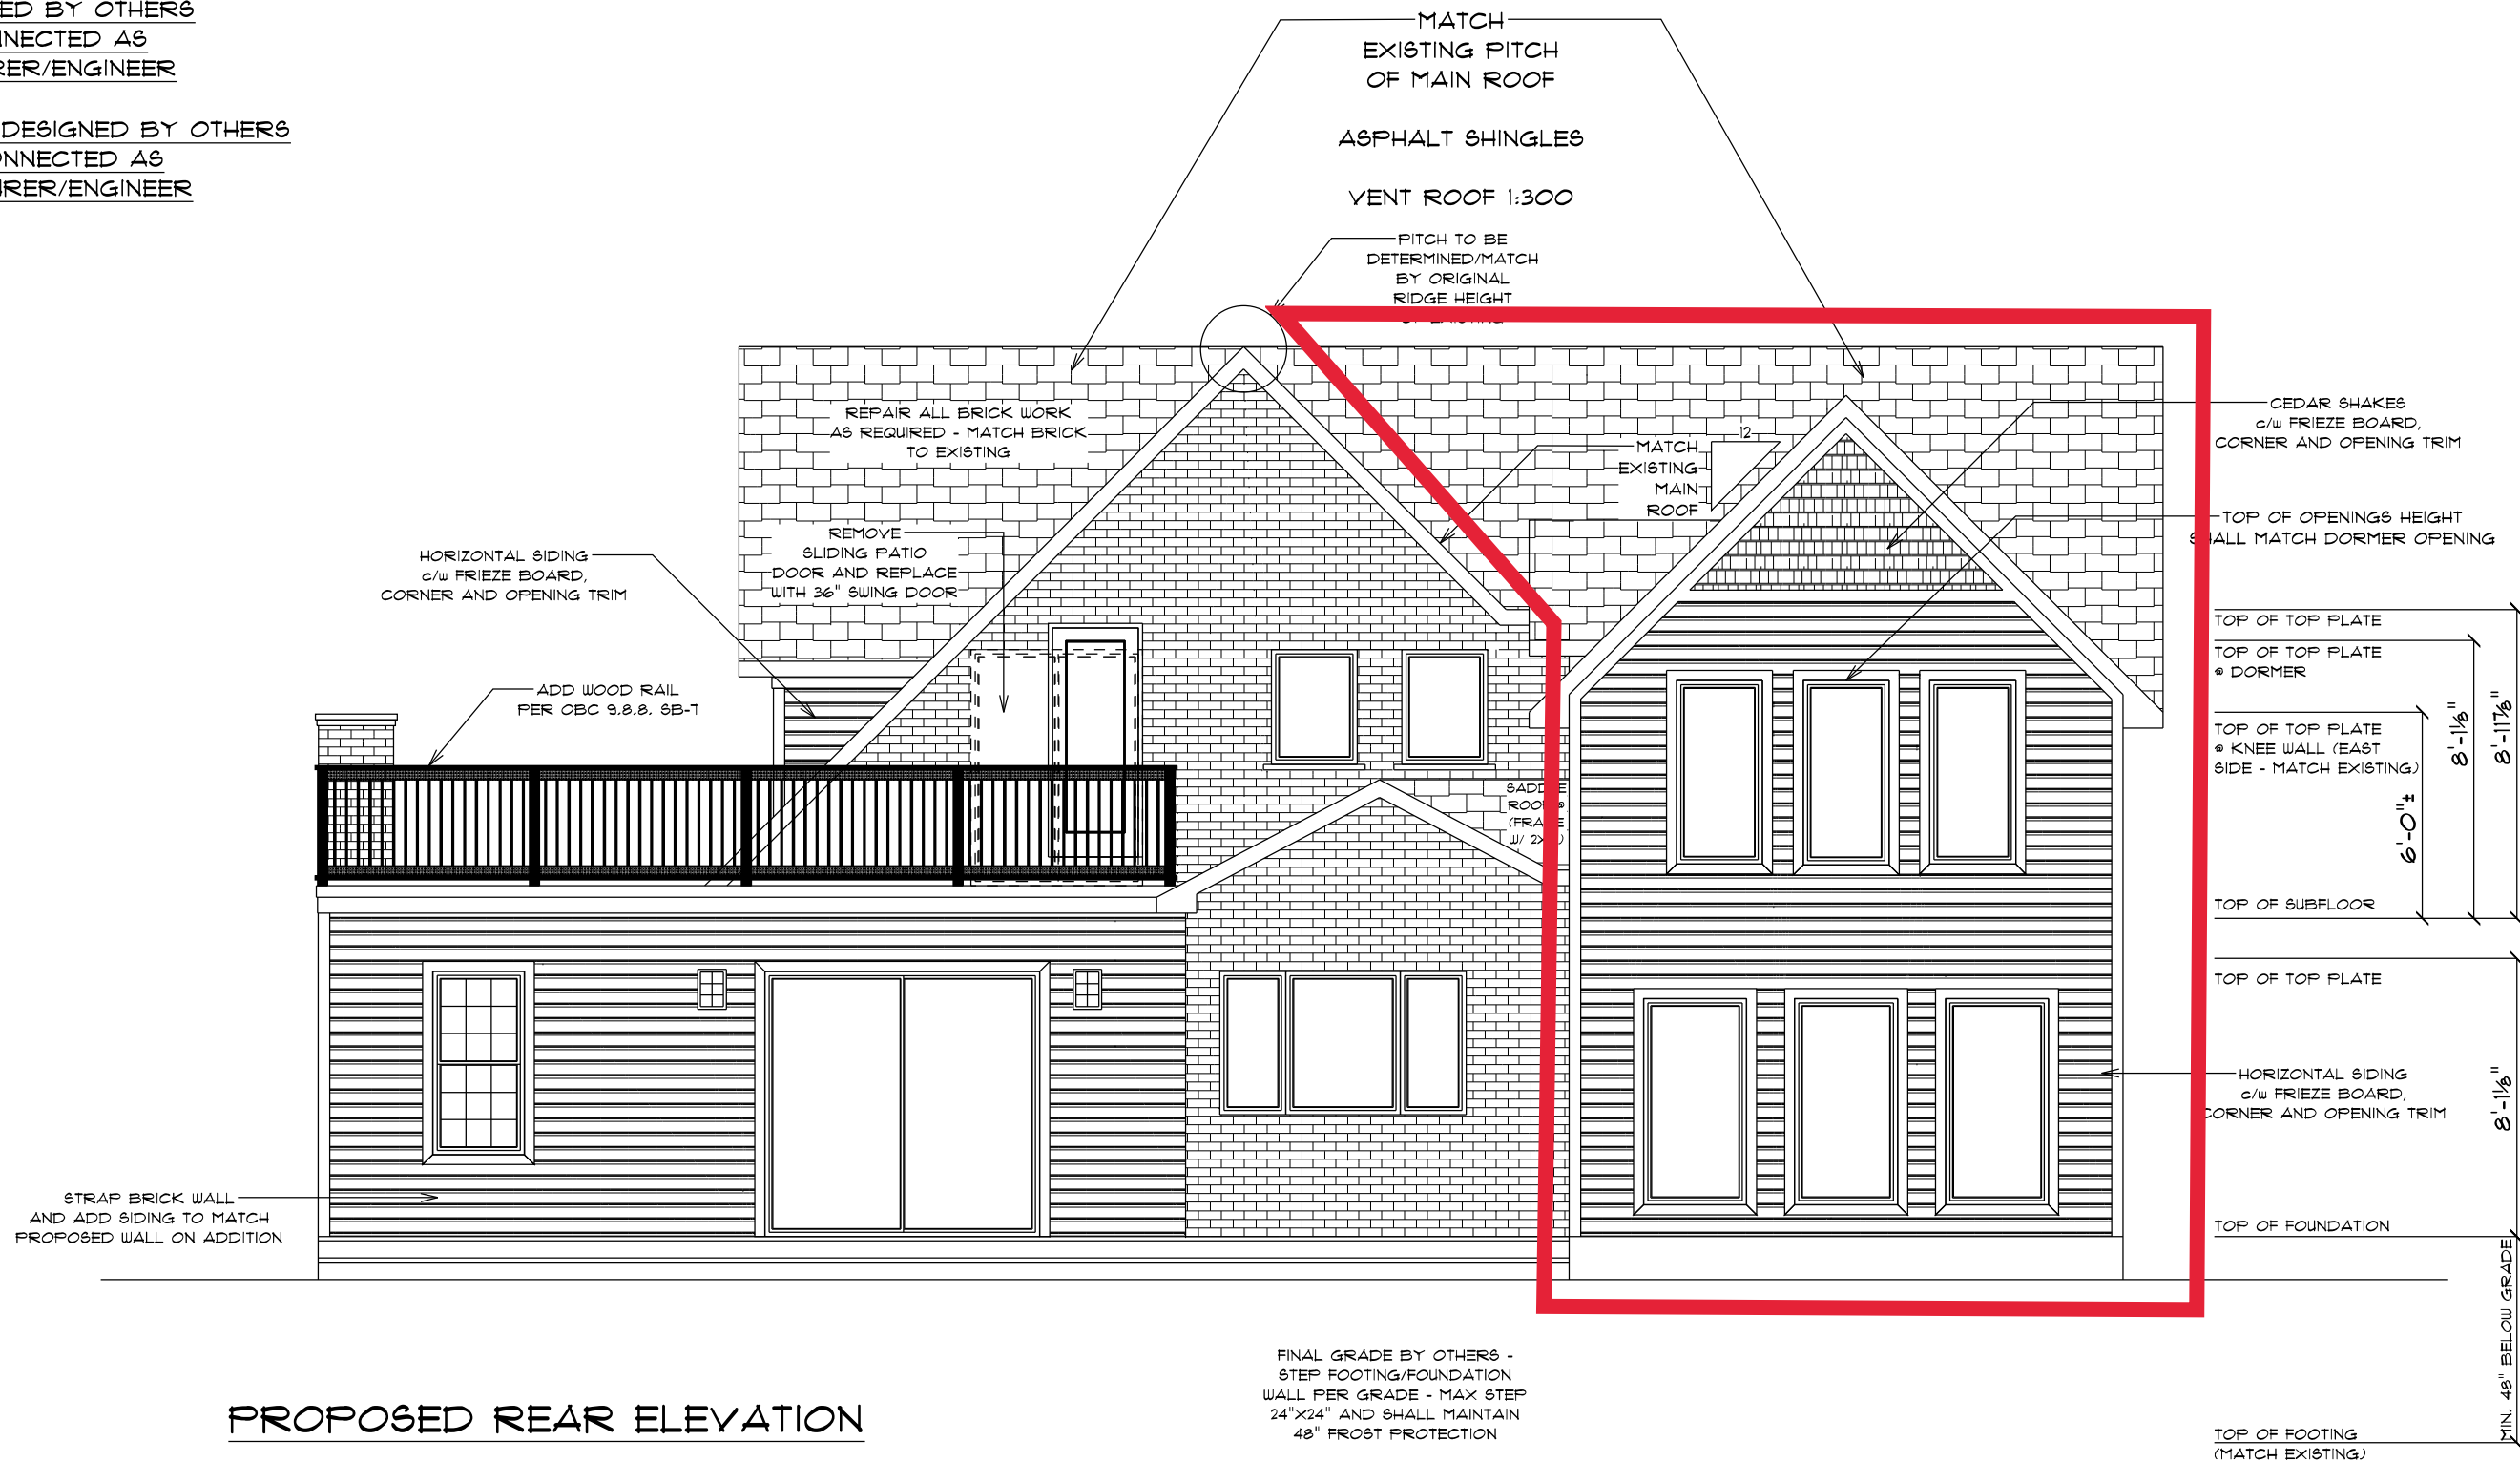 ED BY OTHERS
NNECTED AS
RER/ENGINEER
DESIGNED BY OTHERS
ONNECTED AS
URER/ENGINEER
MATCH
EXISTING PITCH
OF MAIN ROOF
ASPHALT SHINGLES
VENT ROOF 1:300
PITCH TO BE
DETERMINED/MATCH
BY ORIGINAL
RIDGE HEIGHT
OF EXISTING
REPAIR ALL BRICK WORK
AS REQUIRED - MATCH BRICK
TO EXISTING
REMOVE
SLIDING PATIO
DOOR AND REPLACE
WITH 36" SWING DOOR
HORIZONTAL SIDING
c/w FRIEZE BOARD,
CORNER AND OPENING TRIM
ADD WOOD RAIL
PER OBC 9.8.8. SB-7
MATCH
EXISTING
MAIN
ROOF
12
CEDAR SHAKES
c/w FRIEZE BOARD,
CORNER AND OPENING TRIM
TOP OF OPENINGS HEIGHT
SHALL MATCH DORMER OPENING
TOP OF TOP PLATE
TOP OF TOP PLATE
@ DORMER
TOP OF TOP PLATE
@ KNEE WALL (EAST
SIDE - MATCH EXISTING)
6'-0"±
8'-1⅛"
8'-11⅞"
SADDLE
ROOF @
(FRAME
W/
TOP OF SUBFLOOR
TOP OF TOP PLATE
HORIZONTAL SIDING
c/w FRIEZE BOARD,
CORNER AND OPENING TRIM
8'-1⅛"
STRAP BRICK WALL
AND ADD SIDING TO MATCH
PROPOSED WALL ON ADDITION
TOP OF FOUNDATION
MIN. 48" BELOW GRADE
FINAL GRADE BY OTHERS -
STEP FOOTING/FOUNDATION
WALL PER GRADE - MAX STEP
24"X24" AND SHALL MAINTAIN
48" FROST PROTECTION
PROPOSED REAR ELEVATION
TOP OF FOOTING
(MATCH EXISTING)